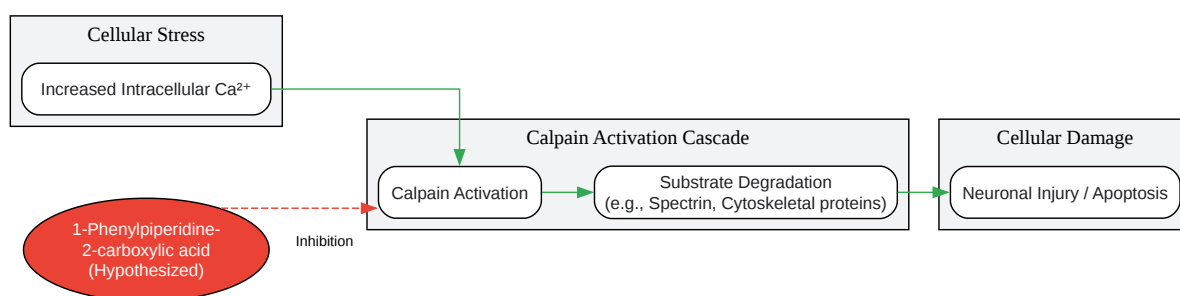 Cellular Stress
Increased Intracellular Ca²⁺
Calpain Activation Cascade
Calpain Activation
Substrate Degradation
(e.g., Spectrin, Cytoskeletal proteins)
Cellular Damage
Neuronal Injury / Apoptosis
1-Phenylpiperidine-
2-carboxylic acid
(Hypothesized)
Inhibition